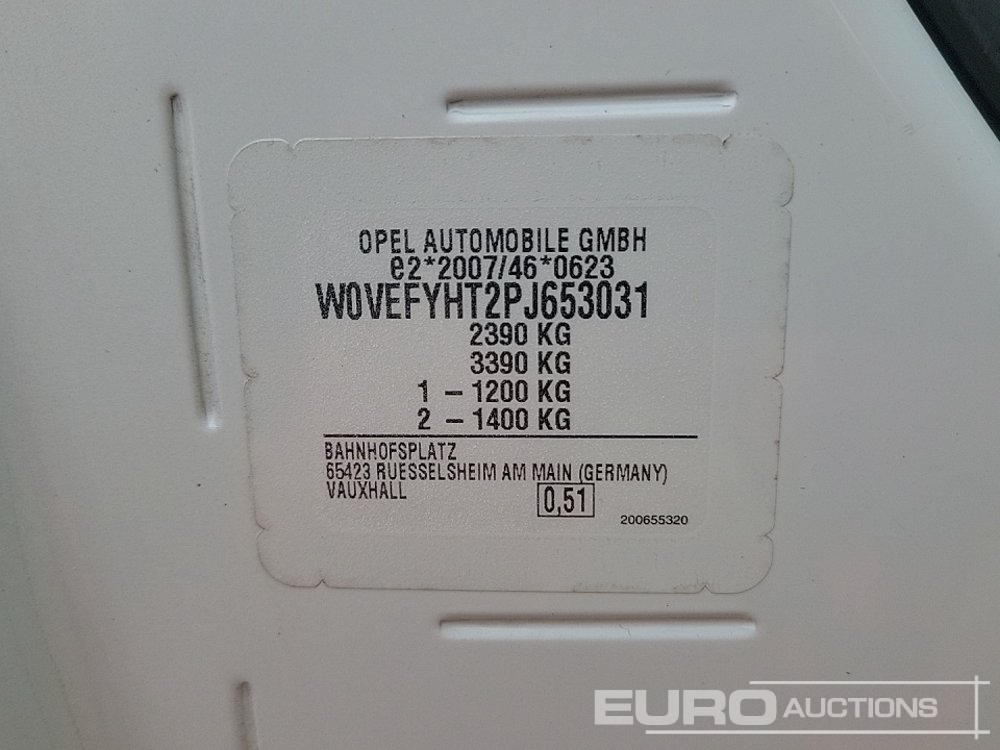 OPEL AUTOMOBILE GMBH
e2*2007/46*0623
W0VEFYHT2PJ653031
2390 KG
3390 KG
1 - 1200 KG
2 - 1400 KG
BAHNHOFSPLATZ
65423 RUESSELSHEIM AM MAIN (GERMANY)
VAUXHALL
0,51
200655320
EURO AUCTIONS